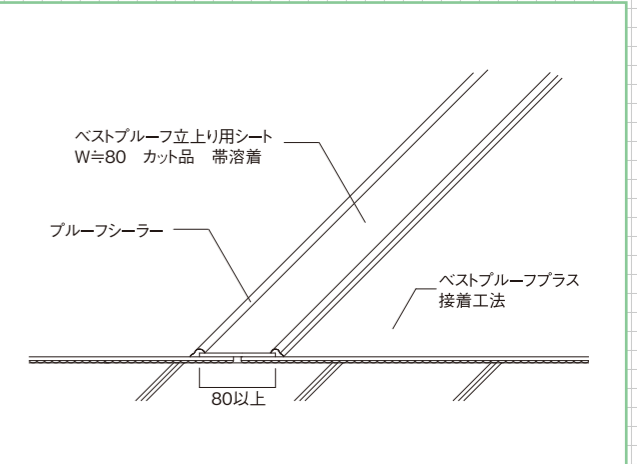 ベストプルーフ立上り用シート
W≒80　カット品　帯溶着
プルーフシーラー
ベストプルーフプラス
接着工法
80以上